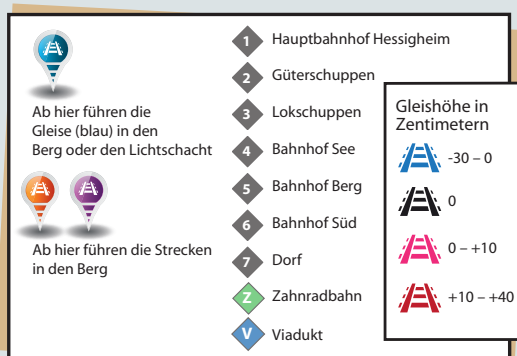 Ab hier führen die
Gleise (blau) in den
Berg oder den Lichtschacht
Ab hier führen die Strecken
in den Berg
1 Hauptbahnhof Hessigheim
2 Güterschuppen
3 Lokschuppen
4 Bahnhof See
5 Bahnhof Berg
6 Bahnhof Süd
7 Dorf
Z Zahnradbahn
V Viadukt
Gleishöhe in
Zentimetern
-30 – 0
0
0 – +10
+10 – +40